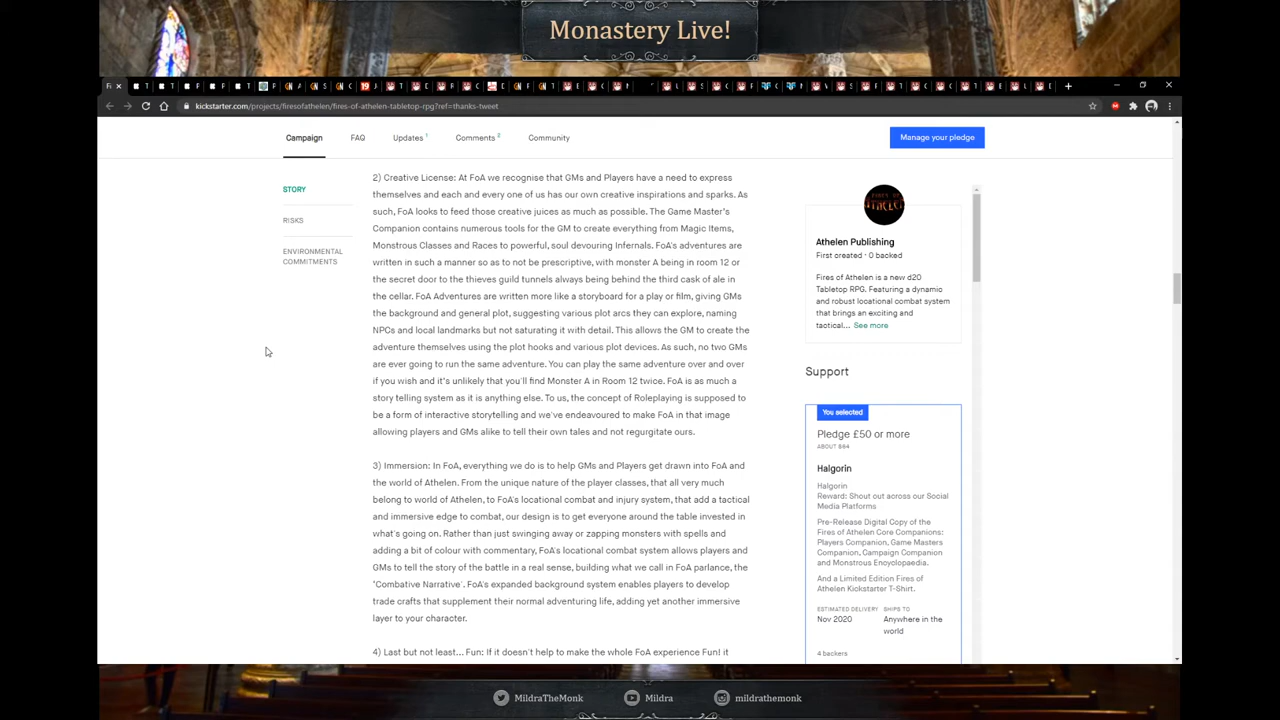 Monastery Live!
kickstarter.com/projects/firesofathelen/fires-of-athelen-tabletop-rpg?ref=thanks-tweet
Campaign
FAQ
Updates 1
Comments 2
Community
Manage your pledge
STORY
RISKS
ENVIRONMENTAL
COMMITMENTS
2) Creative License: At FoA we recognise that GMs and Players have a need to express
themselves and each and every one of us has our own creative inspirations and sparks. As
such, FoA looks to feed those creative juices as much as possible. The Game Master's
Companion contains numerous tools for the GM to create everything from Magic Items,
Monstrous Classes and Races to powerful, soul devouring Infernals. FoA's adventures are
written in such a manner so as to not be prescriptive, with monster A being in room 12 or
the secret door to the thieves guild tunnels always being behind the third cask of ale in
the cellar. FoA Adventures are written more like a storyboard for a play or film, giving GMs
the background and general plot, suggesting various plot arcs they can explore, naming
NPCs and local landmarks but not saturating it with detail. This allows the GM to create the
adventure themselves using the plot hooks and various plot devices. As such, no two GMs
are ever going to run the same adventure. You can play the same adventure over and over
if you wish and it's unlikely that you'll find Monster A in Room 12 twice. FoA is as much a
story telling system as it is anything else. To us, the concept of Roleplaying is supposed to
be a form of interactive storytelling and we've endeavoured to make FoA in that image
allowing players and GMs alike to tell their own tales and not regurgitate ours.
3) Immersion: In FoA, everything we do is to help GMs and Players get drawn into FoA and
the world of Athelen. From the unique nature of the player classes, that all very much
belong to world of Athelen, to FoA's locational combat and injury system, that add a tactical
and immersive edge to combat, our design is to get everyone around the table invested in
what's going on. Rather than just swinging away or zapping monsters with spells and
adding a bit of colour with commentary, FoA's locational combat system allows players and
GMs to tell the story of the battle in a real sense, building what we call in FoA parlance, the
'Combative Narrative'. FoA's expanded background system enables players to develop
trade crafts that supplement their normal adventuring life, adding yet another immersive
layer to your character.
4) Last but not least... Fun: If it doesn't help to make the whole FoA experience Fun! it
Athelen Publishing
First created · 0 backed
Fires of Athelen is a new d20
Tabletop RPG. Featuring a dynamic
and robust locational combat system
that brings an exciting and
tactical... See more
Support
You selected
Pledge £50 or more
ABOUT $64
Halgorin
Halgorin
Reward: Shout out across our Social
Media Platforms
Pre-Release Digital Copy of the
Fires of Athelen Core Companions:
Players Companion, Game Masters
Companion, Campaign Companion
and Monstrous Encyclopaedia.
And a Limited Edition Fires of
Athelen Kickstarter T-Shirt.
ESTIMATED DELIVERY
Nov 2020
SHIPS TO
Anywhere in the
world
4 backers
MildraTheMonk
Mildra
mildrathemonk